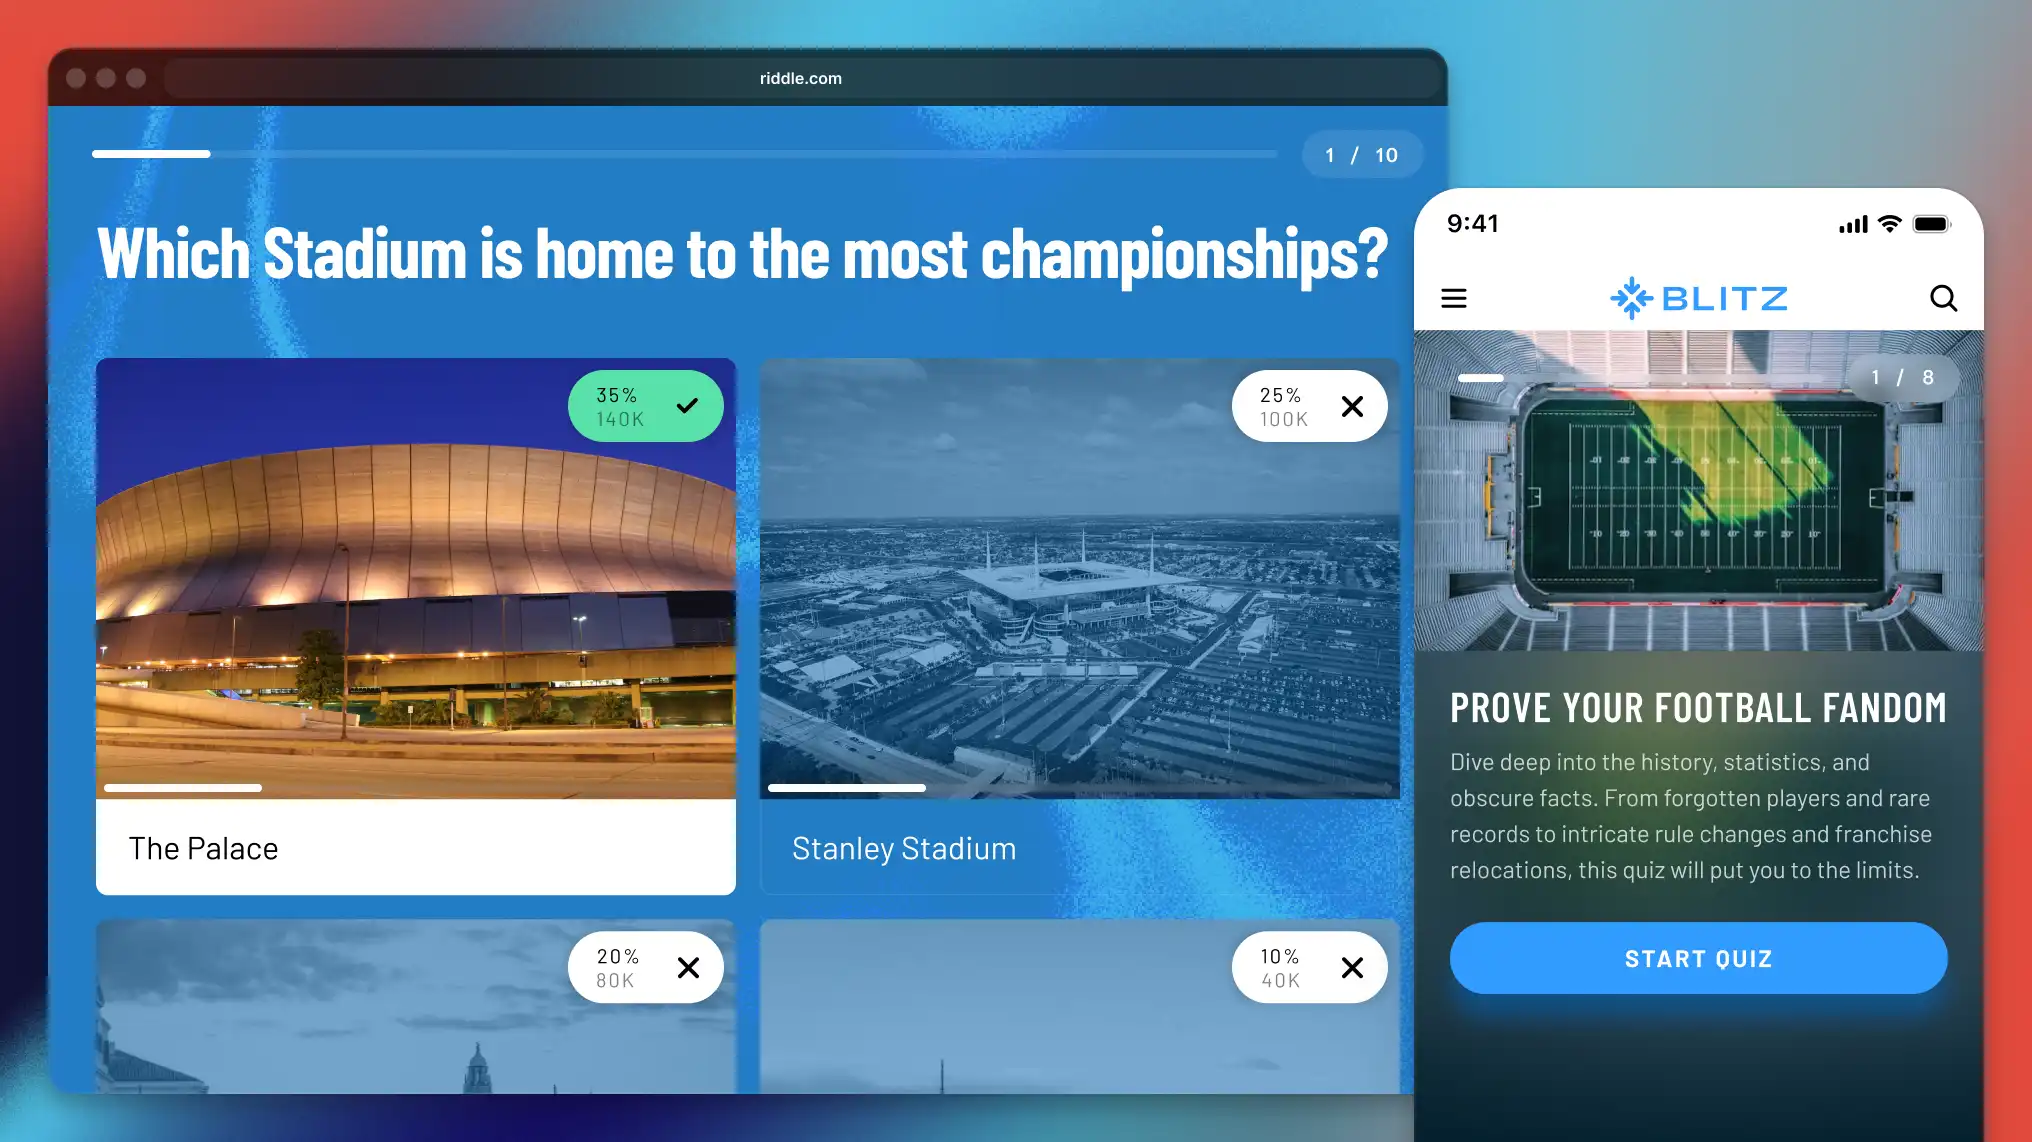 riddle.com
1 / 10
Which Stadium is home to the most championships?
35%
140K
25%
100K
The Palace
Stanley Stadium
20%
80K
10%
40K
9:41
BLITZ
1 / 8
PROVE YOUR FOOTBALL FANDOM
Dive deep into the history, statistics, and
obscure facts. From forgotten players and rare
records to intricate rule changes and franchise
relocations, this quiz will put you to the limits.
START QUIZ